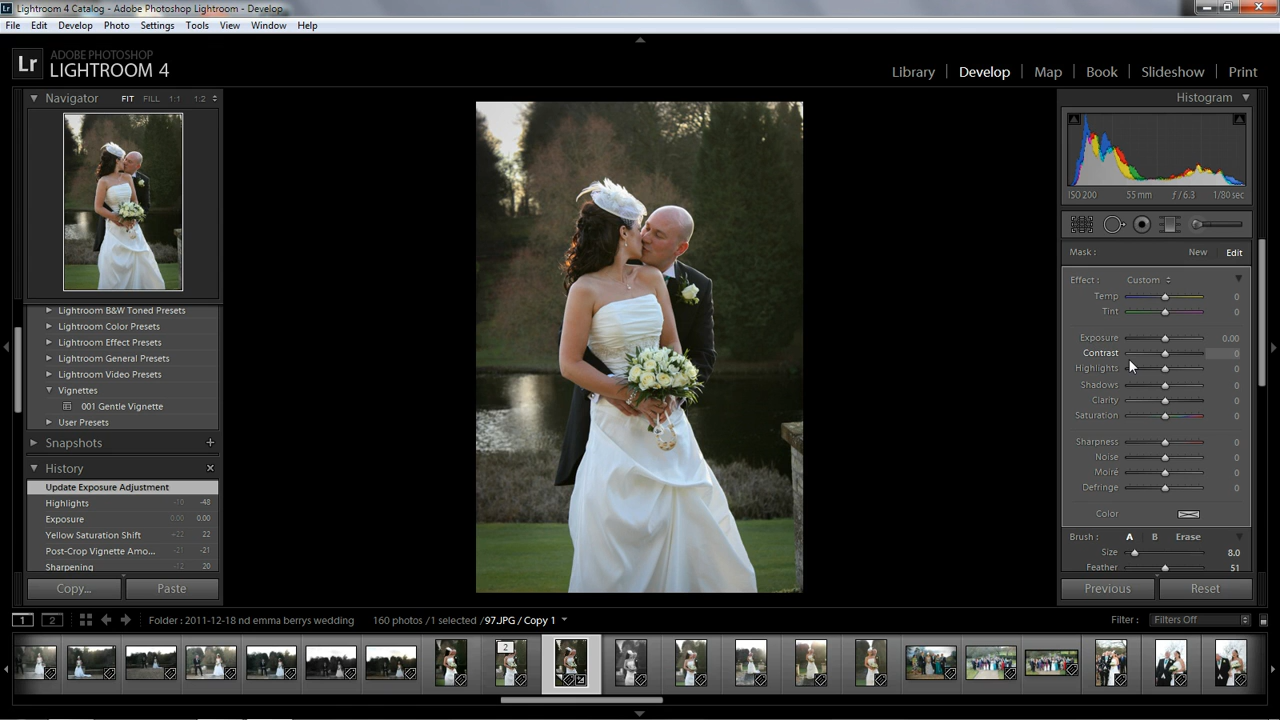 Lightroom 4 Catalog - Adobe Photoshop Lightroom - Develop
File Edit Develop Photo Settings Tools View Window Help
Lr ADOBE PHOTOSHOP
LIGHTROOM 4
Library | Develop | Map | Book | Slideshow | Print
Navigator FIT FILL 1:1 1:2
Histogram
ISO 200 55 mm ƒ / 6.3 1/80 sec
Mask : New Edit
Effect : Custom
Temp 0
Tint 0
Exposure 0.00
Contrast 0
Highlights 0
Shadows 0
Clarity 0
Saturation 0
Sharpness 0
Noise 0
Moiré 0
Defringe 0
Color
Brush : A B Erase
Size 8.0
Feather 51
Previous Reset
Lightroom B&W Toned Presets
Lightroom Color Presets
Lightroom Effect Presets
Lightroom General Presets
Lightroom Video Presets
Vignettes
001 Gentle Vignette
User Presets
Snapshots +
History
Update Exposure Adjustment
Highlights -10 -48
Exposure 0.00 0.00
Yellow Saturation Shift +22 22
Post-Crop Vignette Amo... -21 -21
Sharpening -12 20
Copy... Paste
1 2 Folder : 2011-12-18 nd emma berrys wedding 160 photos / 1 selected / 97.JPG / Copy 1 Filter : Filters Off
2